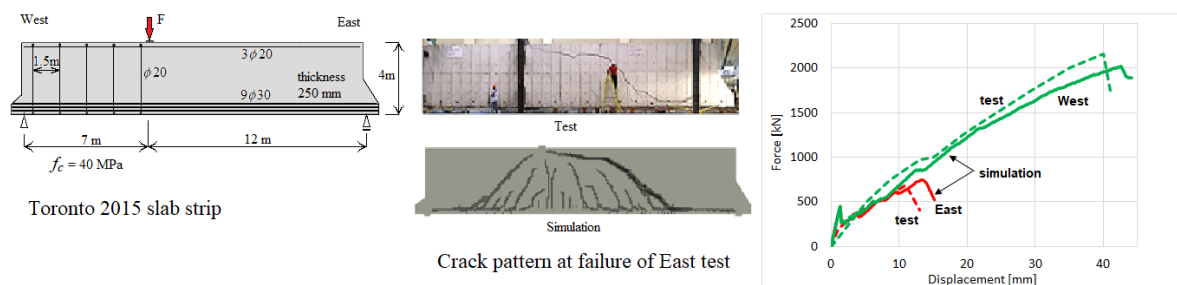 West
F
East
3ϕ20
1.5m
ϕ20
4m
thickness
250 mm
9ϕ30
7 m
12 m
f_c = 40 MPa
Toronto 2015 slab strip
Test
Simulation
Crack pattern at failure of East test
Force [kN]
2500
2000
1500
1000
500
0
test
West
simulation
East
test
0
10
20
30
40
Displacement [mm]